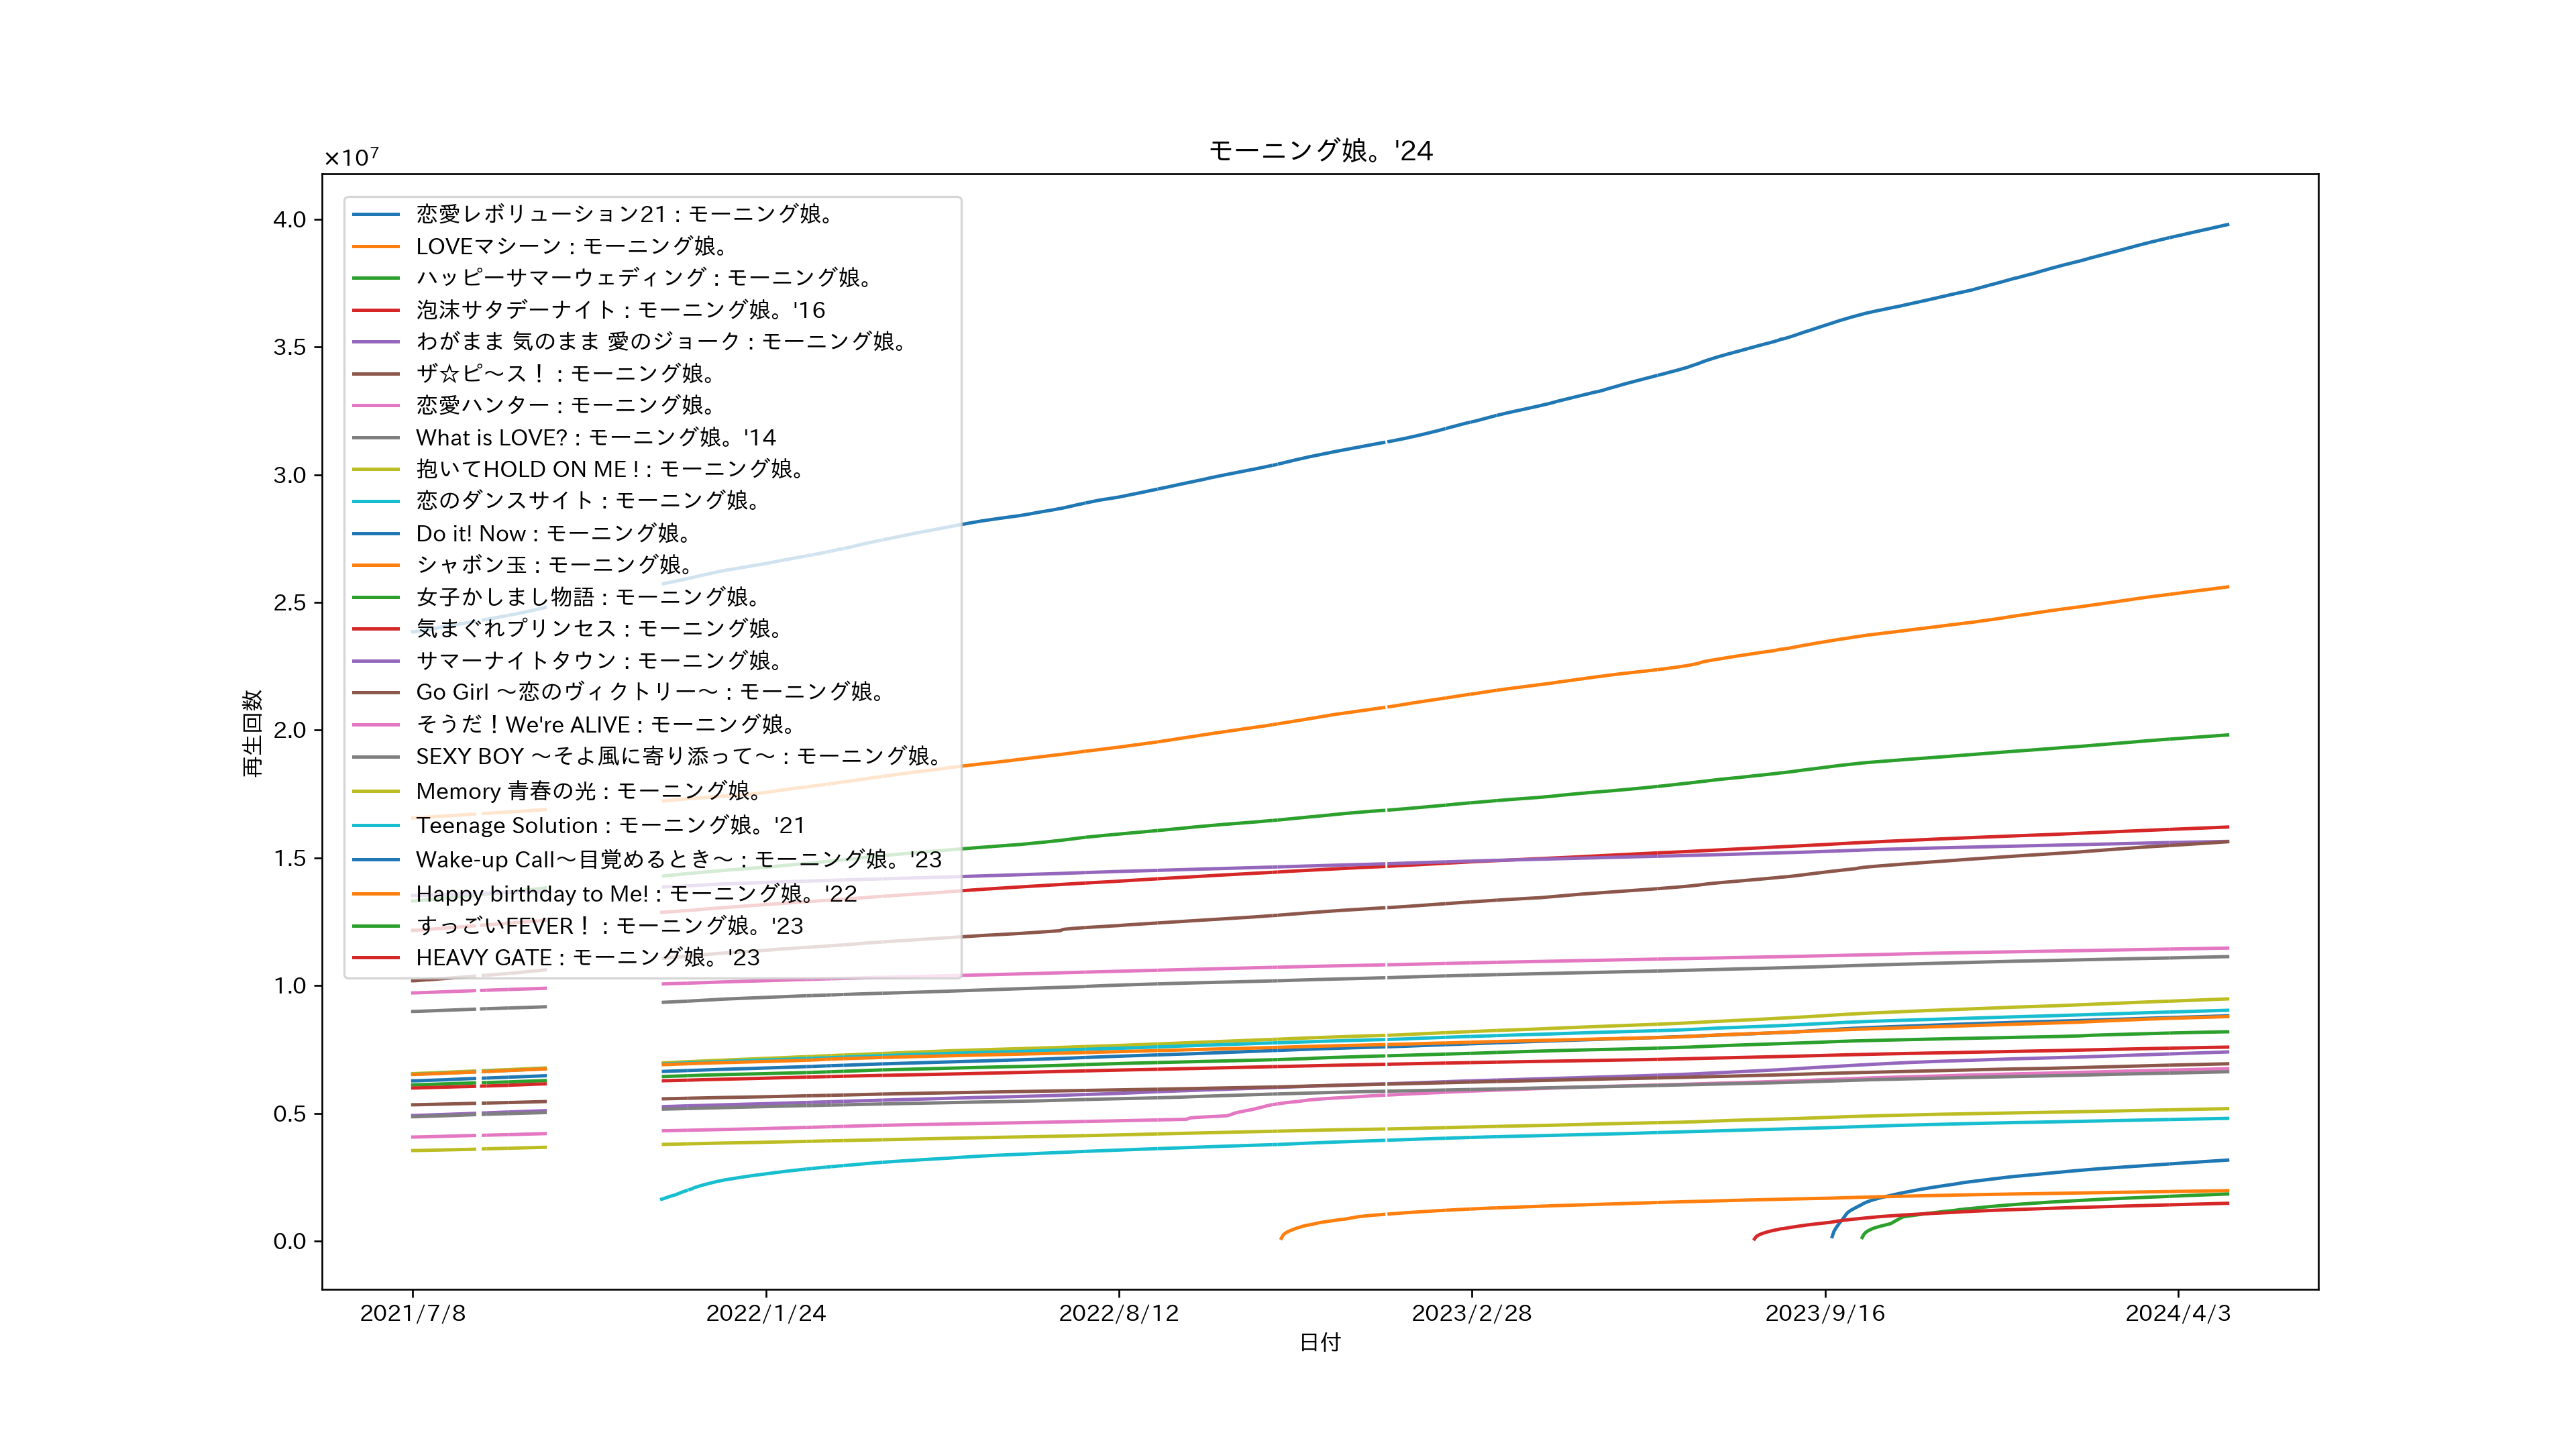 モーニング娘。'24
×10⁷
4.0
3.5
3.0
2.5
2.0
1.5
1.0
0.5
0.0
再生回数
恋愛レボリューション21 : モーニング娘。
LOVEマシーン : モーニング娘。
ハッピーサマーウェディング : モーニング娘。
泡沫サタデーナイト : モーニング娘。'16
わがまま 気のまま 愛のジョーク : モーニング娘。
ザ☆ピ～ス！ : モーニング娘。
恋愛ハンター : モーニング娘。
What is LOVE? : モーニング娘。'14
抱いてHOLD ON ME ! : モーニング娘。
恋のダンスサイト : モーニング娘。
Do it! Now : モーニング娘。
シャボン玉 : モーニング娘。
女子かしまし物語 : モーニング娘。
気まぐれプリンセス : モーニング娘。
サマーナイトタウン : モーニング娘。
Go Girl ～恋のヴィクトリー～ : モーニング娘。
そうだ！We're ALIVE : モーニング娘。
SEXY BOY ～そよ風に寄り添って～ : モーニング娘。
Memory 青春の光 : モーニング娘。
Teenage Solution : モーニング娘。'21
Wake-up Call～目覚めるとき～ : モーニング娘。'23
Happy birthday to Me! : モーニング娘。'22
すっごいFEVER！ : モーニング娘。'23
HEAVY GATE : モーニング娘。'23
2021/7/8
2022/1/24
2022/8/12
2023/2/28
2023/9/16
2024/4/3
日付